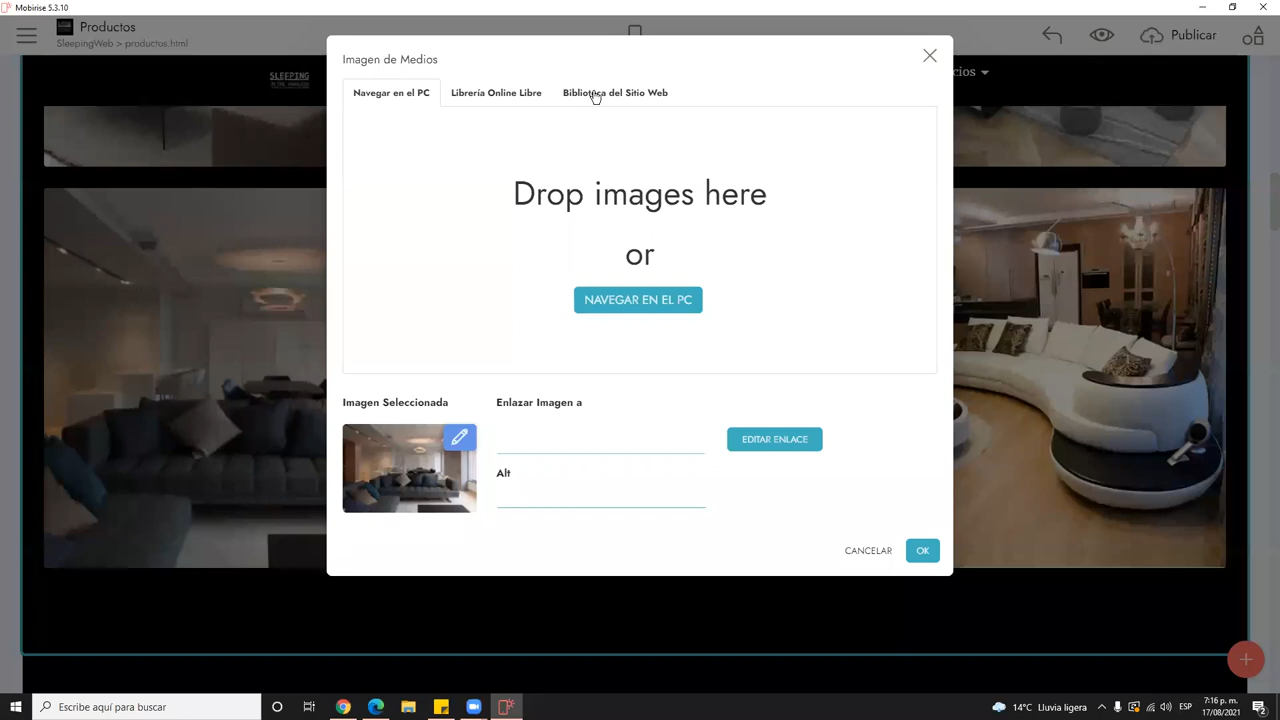 Mobirise 5.3.10
Productos
SleepingWeb > productos.html
Publicar
SLEEPING
cios
Imagen de Medios
Navegar en el PC
Librería Online Libre
Biblioteca del Sitio Web
Drop images here
or
NAVEGAR EN EL PC
Imagen Seleccionada
Enlazar Imagen a
EDITAR ENLACE
Alt
CANCELAR
OK
Escribe aquí para buscar
14°C Lluvia ligera
ESP
7:16 p. m.
17/08/2021
2